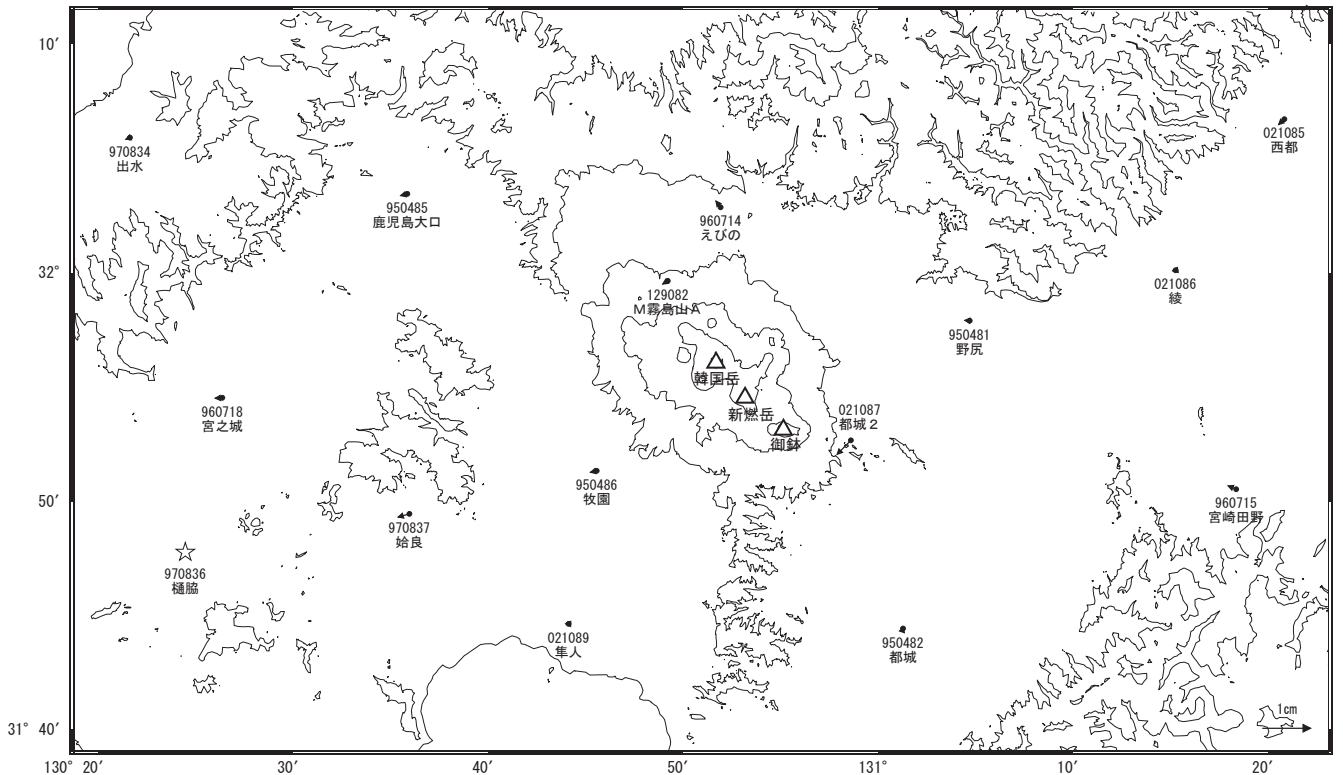 10′
970834
出水
021085
西都
950485
鹿児島大口
960714
えびの
32°
129082
M霧島山A
021086
綾
950481
野尻
韓国岳
960718
宮之城
新燃岳
021087
都城2
御鉢
950486
牧園
50′
970837
姶良
960715
宮崎田野
970836
樋脇
021089
隼人
950482
都城
1cm
31° 40′
130° 20′
30′
40′
50′
131°
10′
20′